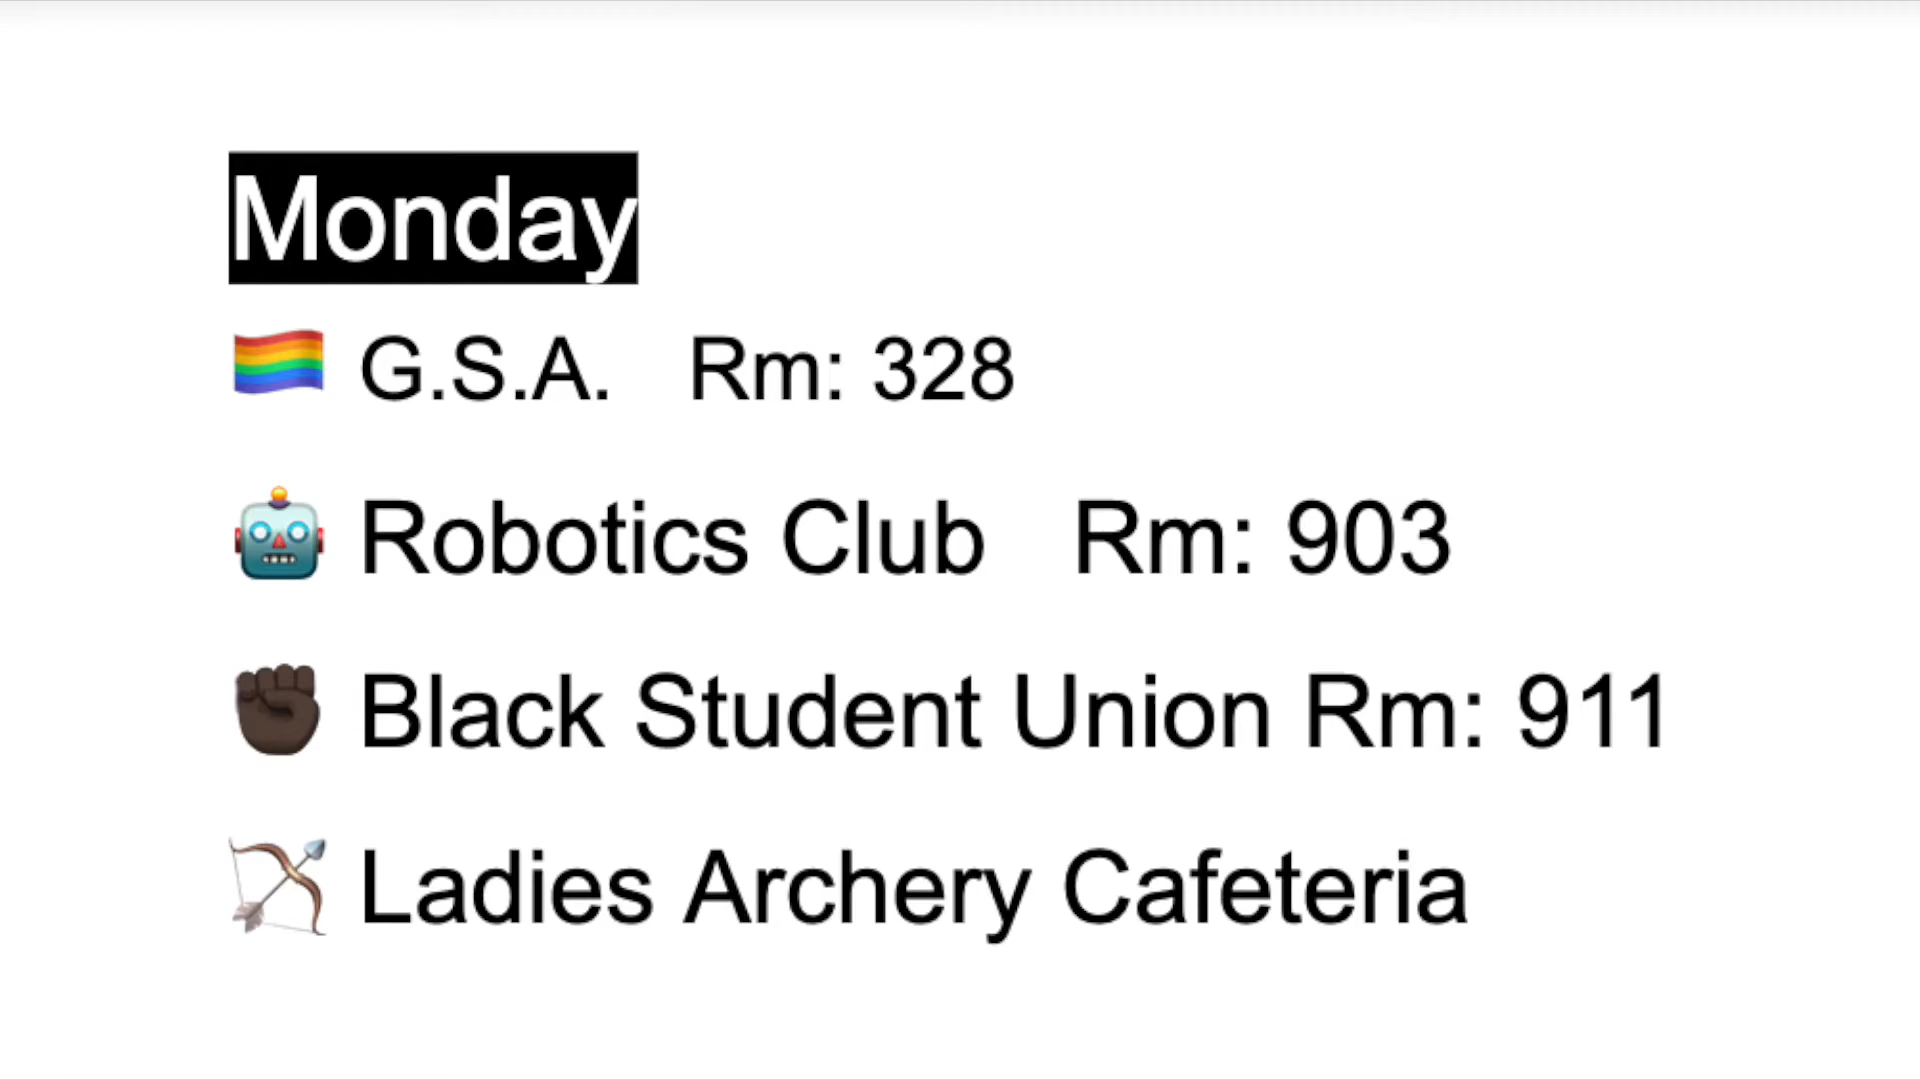 Monday
G.S.A. Rm: 328
Robotics Club Rm: 903
Black Student Union Rm: 911
Ladies Archery Cafeteria